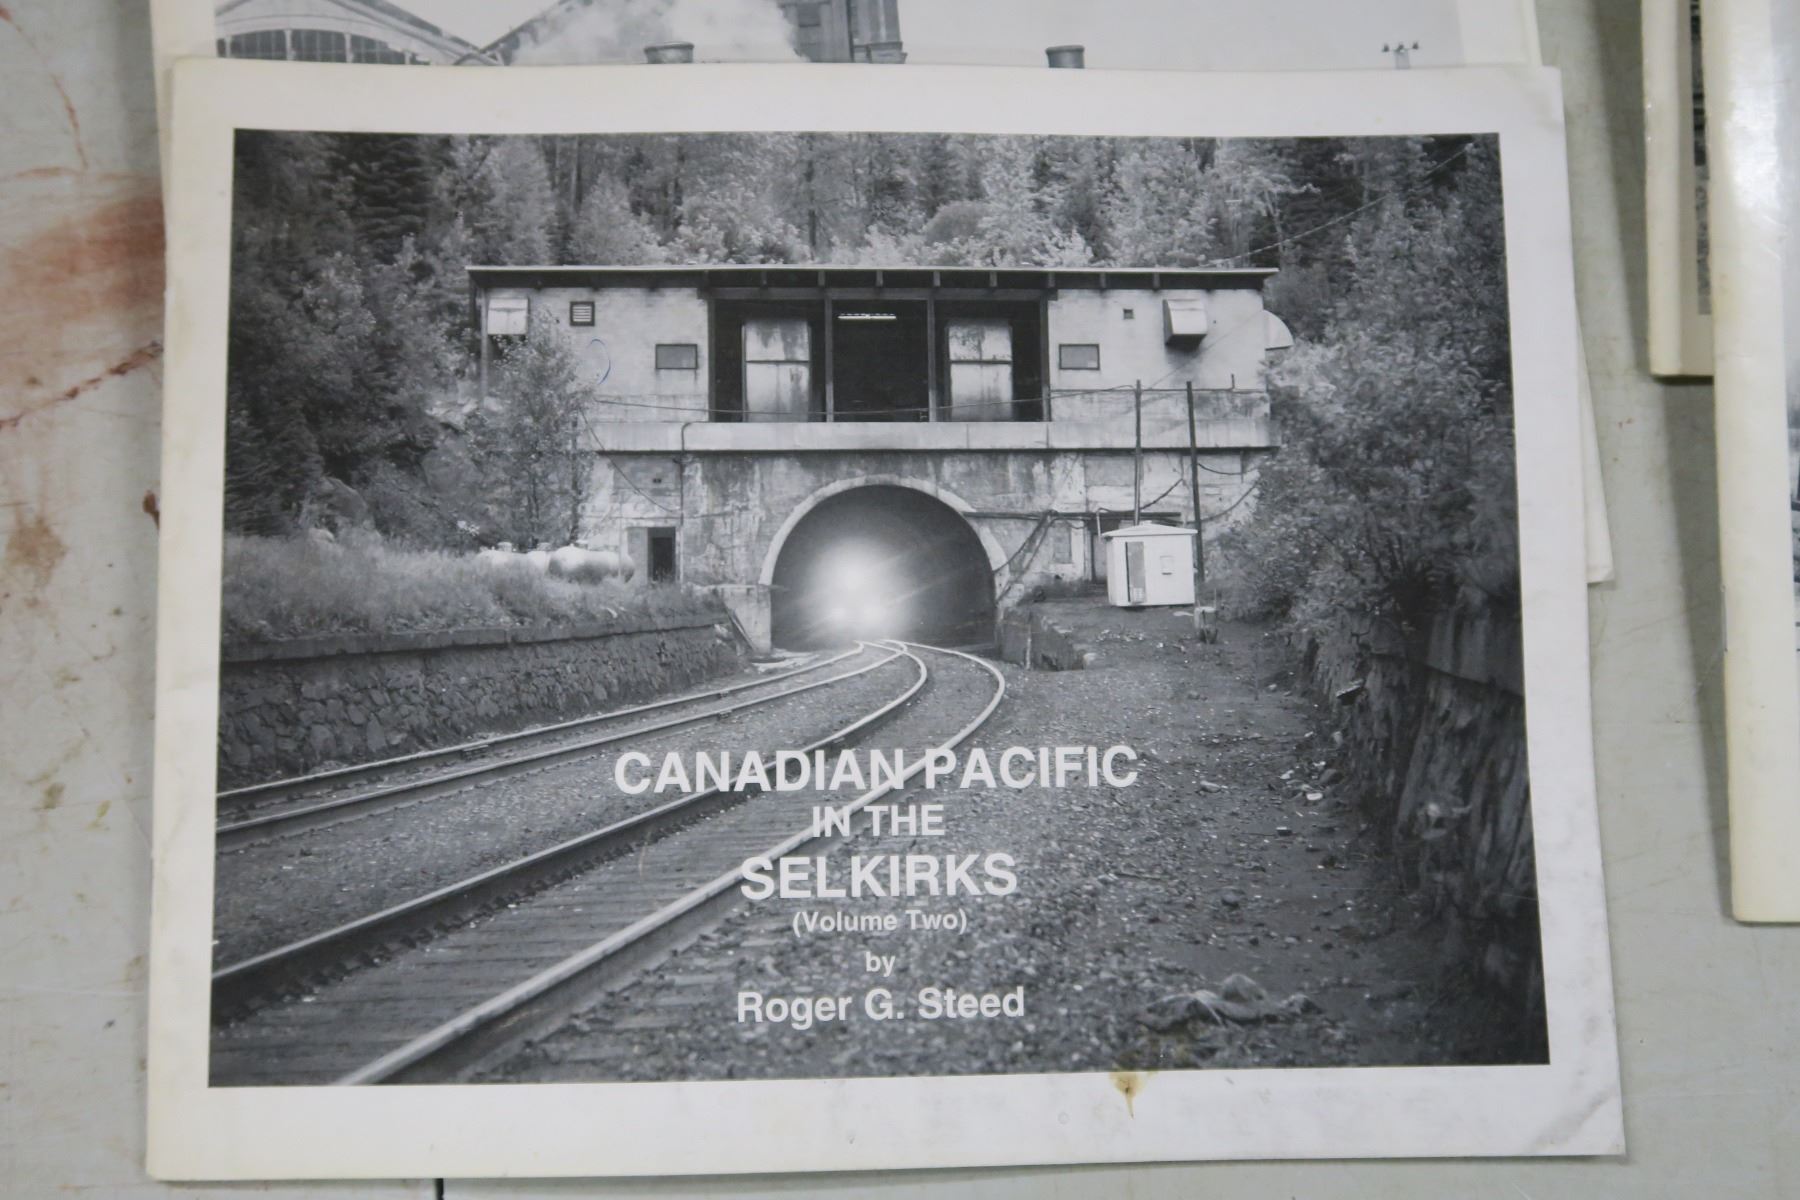 CANADIAN PACIFIC
IN THE
SELKIRKS
(Volume Two)
by
Roger G. Steed